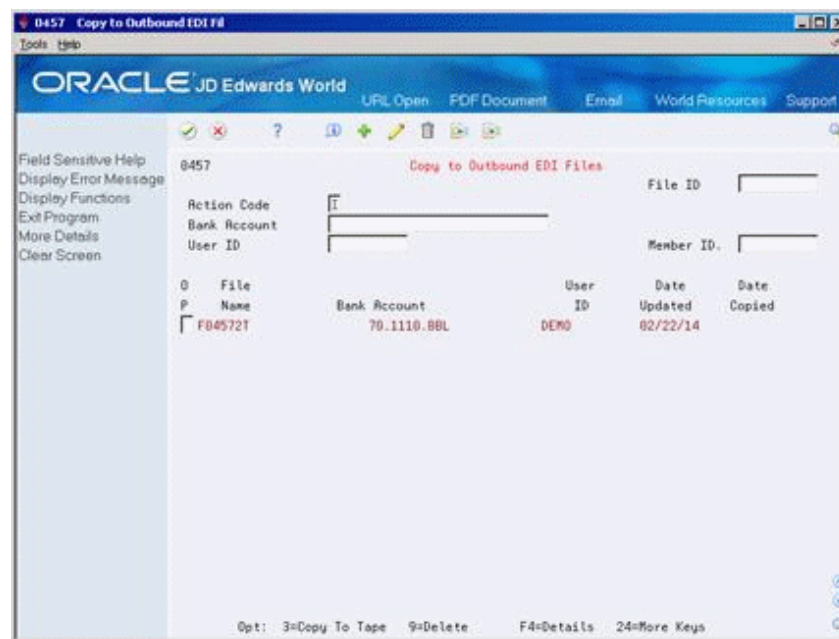 0457 Copy to Outbound EDI Fil
Tools Help
ORACLE JD Edwards World
URL Open PDF Document Email World Resources Support
Field Sensitive Help
Display Error Message
Display Functions
Exit Program
More Details
Clear Screen
0457 Copy to Outbound EDI Files
File ID
Action Code I
Bank Account
User ID Member ID.
O File User Date Date
P Name Bank Account ID Updated Copied
F04572T 70.1110.BBL DEMO 02/22/14
Opt: 3=Copy To Tape 9=Delete F4=Details 24=More Keys